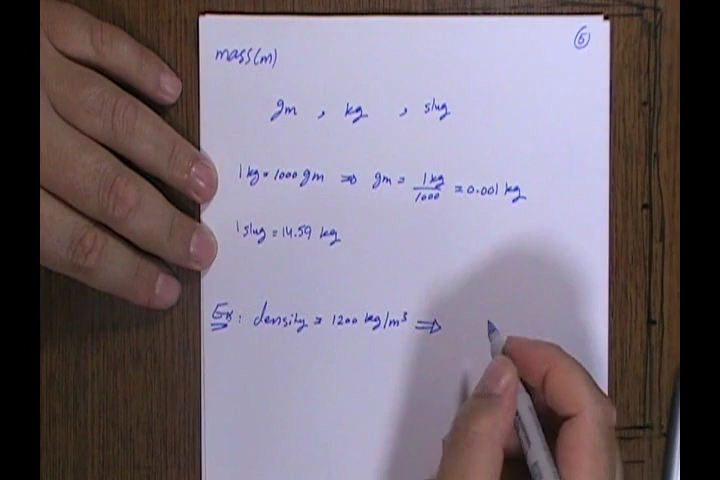 5
mass(m)
gm , kg , slug
1 kg = 1000 gm ⇒ gm = 1 kg / 1000 = 0.001 kg
1 slug = 14.59 kg
Ex: density = 1200 kg/m³ ⇒